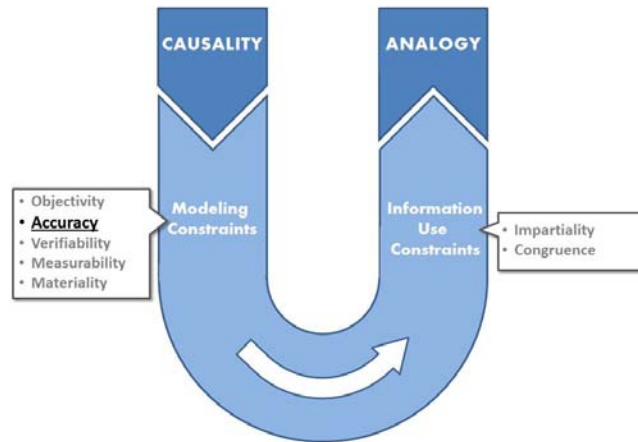 CAUSALITY
ANALOGY
• Objectivity
• Accuracy
• Verifiability
• Measurability
• Materiality
Modeling
Constraints
Information
Use
Constraints
• Impartiality
• Congruence